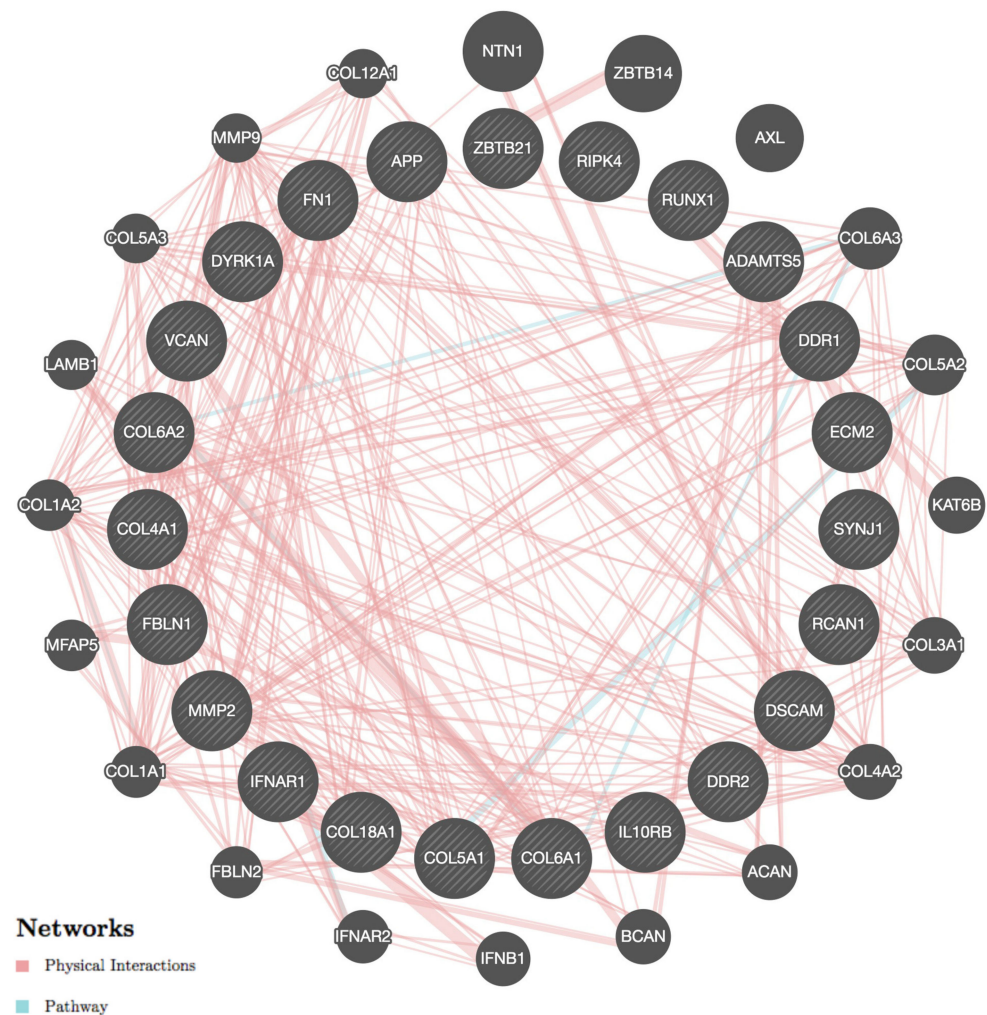 NTN1
COL12A1
ZBTB14
MMP9
AXL
APP
ZBTB21
RIPK4
FN1
RUNX1
COL5A3
COL6A3
DYRK1A
ADAMTS5
VCAN
DDR1
LAMB1
COL5A2
COL6A2
ECM2
COL1A2
KAT6B
COL4A1
SYNJ1
FBLN1
RCAN1
MFAP5
COL3A1
MMP2
DSCAM
COL1A1
COL4A2
IFNAR1
DDR2
COL18A1
IL10RB
COL5A1
COL6A1
FBLN2
ACAN
IFNAR2
BCAN
IFNB1
Networks
Physical Interactions
Pathway